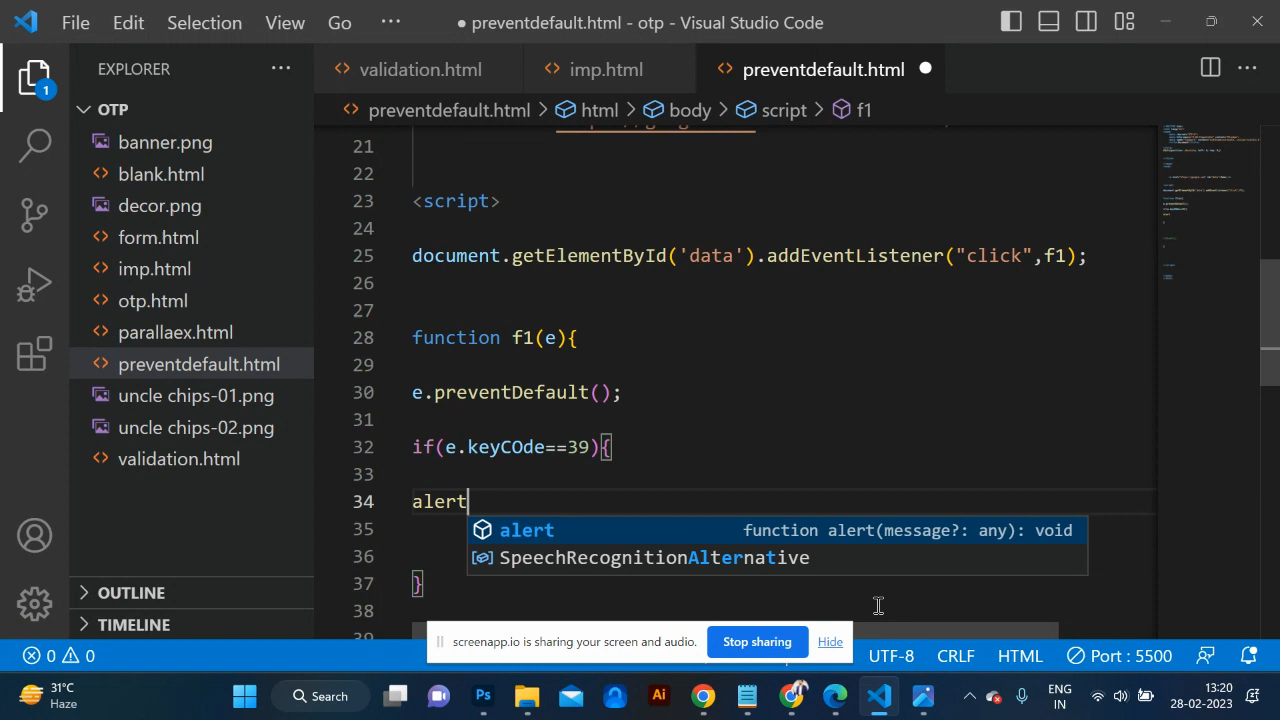 File Edit Selection View Go ··· ● preventdefault.html - otp - Visual Studio Code
EXPLORER ···
validation.html imp.html preventdefault.html ● ···
1
OTP
preventdefault.html > html > body > script > f1
banner.png
blank.html
decor.png
form.html
imp.html
otp.html
parallaex.html
preventdefault.html
uncle chips-01.png
uncle chips-02.png
validation.html
OUTLINE
TIMELINE
21
22
23 <script>
24
25 document.getElementById('data').addEventListener("click",f1);
26
27
28 function f1(e){
29
30 e.preventDefault();
31
32 if(e.keyCOde==39){
33
34 alert
alert function alert(message?: any): void
SpeechRecognitionAlternative
35
36
37 }
38
39
screenapp.io is sharing your screen and audio. Stop sharing Hide
0 0 UTF-8 CRLF HTML Port : 5500
31°C
Haze
Search
Ps
Ai
ENG
IN
13:20
28-02-2023